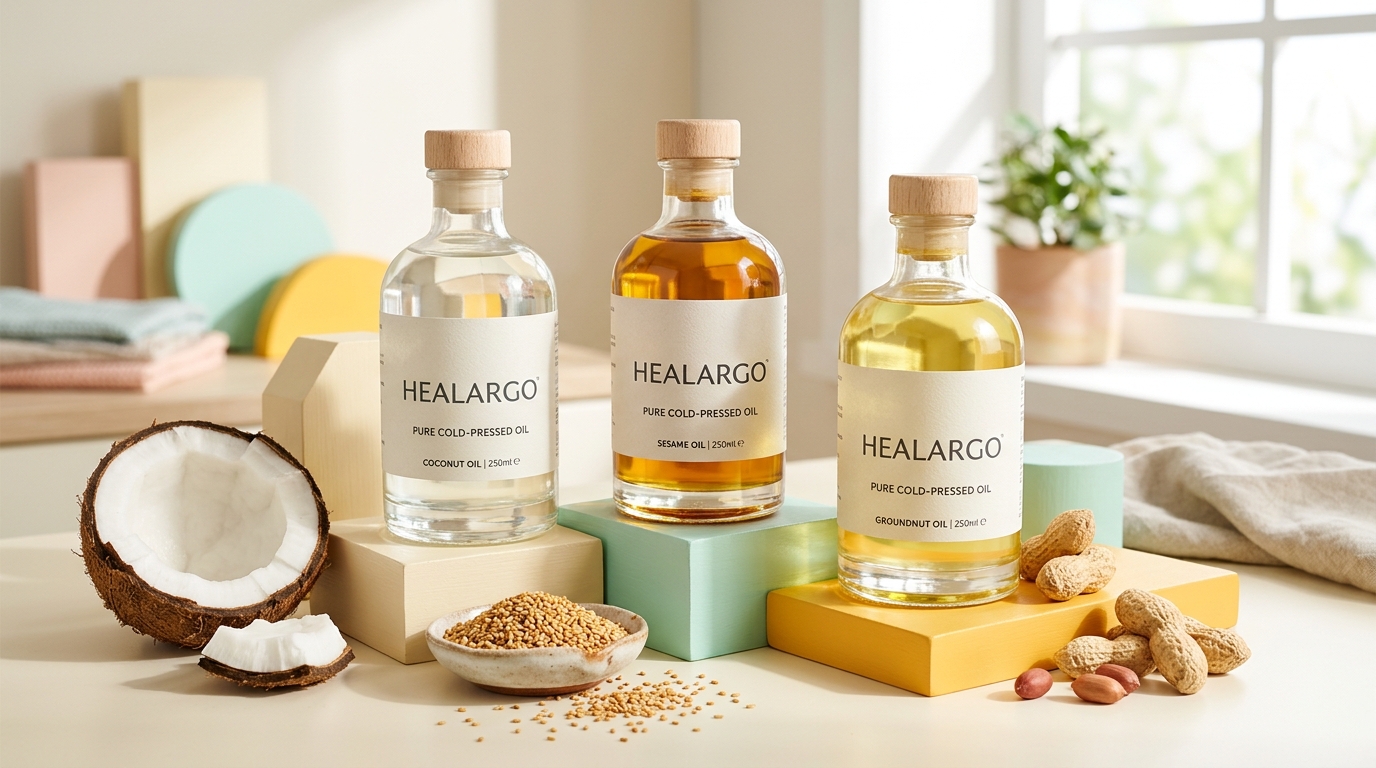 HEALARGO
PURE COLD-PRESSED OIL
COCONUT OIL | 250ml ℮
HEALARGO
PURE COLD-PRESSED OIL
SESAME OIL | 250ml ℮
HEALARGO
PURE COLD-PRESSED OIL
GROUNDNUT OIL | 250ml ℮